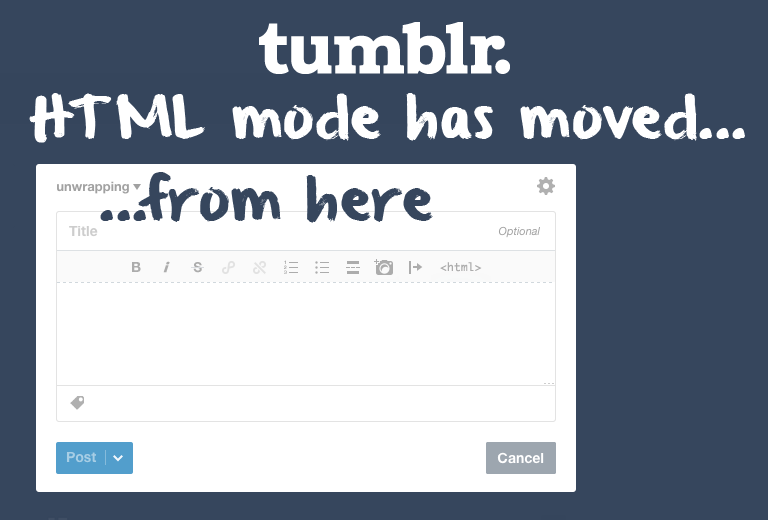 tumblr.
HTML mode has moved...
unwrapping
...from here
Title
Optional
B i S <html>
Post
Cancel